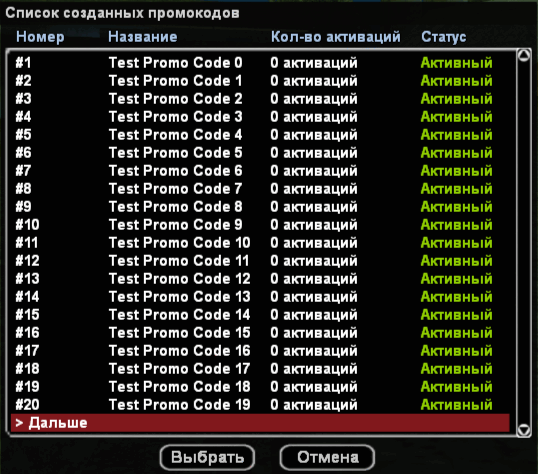 Список созданных промокодов
Номер Название Кол-во активаций Статус
#1 Test Promo Code 0 0 активаций Активный
#2 Test Promo Code 1 0 активаций Активный
#3 Test Promo Code 2 0 активаций Активный
#4 Test Promo Code 3 0 активаций Активный
#5 Test Promo Code 4 0 активаций Активный
#6 Test Promo Code 5 0 активаций Активный
#7 Test Promo Code 6 0 активаций Активный
#8 Test Promo Code 7 0 активаций Активный
#9 Test Promo Code 8 0 активаций Активный
#10 Test Promo Code 9 0 активаций Активный
#11 Test Promo Code 10 0 активаций Активный
#12 Test Promo Code 11 0 активаций Активный
#13 Test Promo Code 12 0 активаций Активный
#14 Test Promo Code 13 0 активаций Активный
#15 Test Promo Code 14 0 активаций Активный
#16 Test Promo Code 15 0 активаций Активный
#17 Test Promo Code 16 0 активаций Активный
#18 Test Promo Code 17 0 активаций Активный
#19 Test Promo Code 18 0 активаций Активный
#20 Test Promo Code 19 0 активаций Активный
> Дальше
Выбрать Отмена